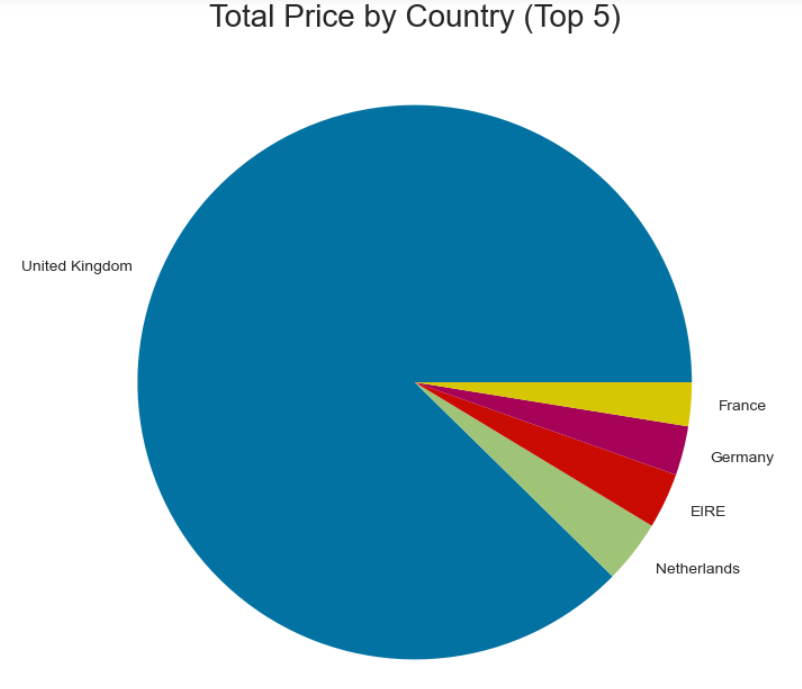 Total Price by Country (Top 5)
United Kingdom
France
Germany
EIRE
Netherlands